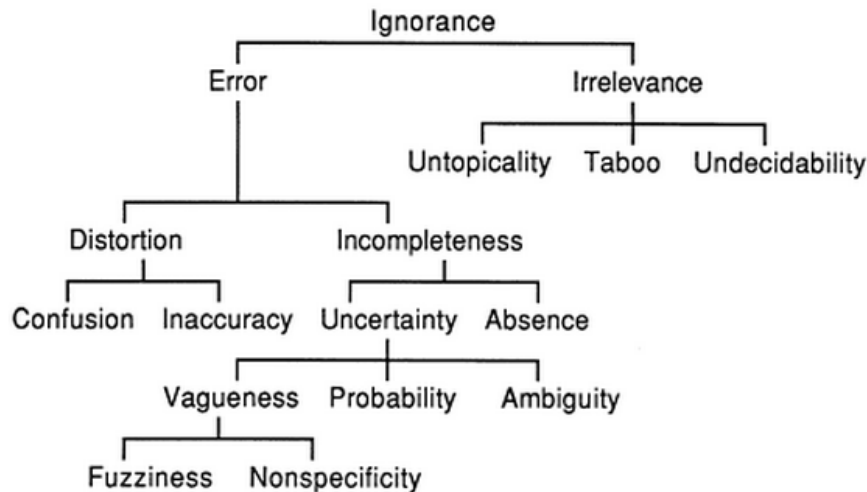 Ignorance
Error Irrelevance
Untopicality Taboo Undecidability
Distortion Incompleteness
Confusion Inaccuracy Uncertainty Absence
Vagueness Probability Ambiguity
Fuzziness Nonspecificity